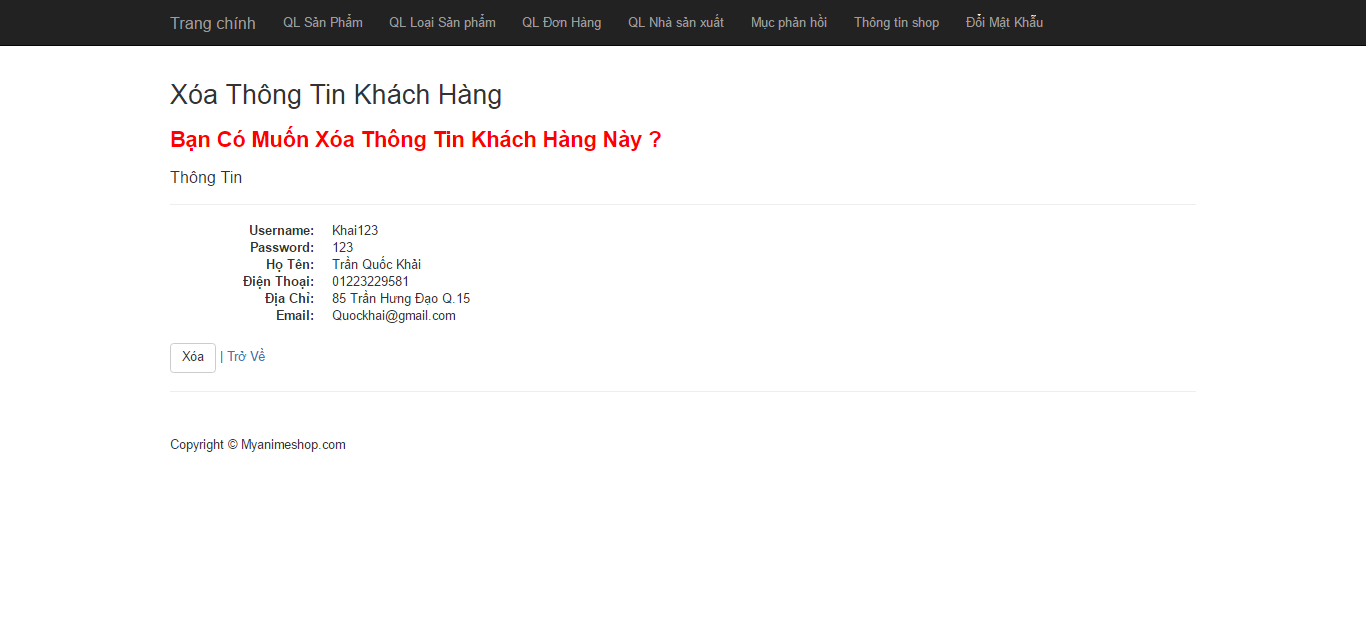 Trang chính QL Sản Phẩm QL Loại Sản phẩm QL Đơn Hàng QL Nhà sản xuất Mục phản hồi Thông tin shop Đổi Mật Khẩu
Xóa Thông Tin Khách Hàng
Bạn Có Muốn Xóa Thông Tin Khách Hàng Này ?
Thông Tin
Username: Khai123
Password: 123
Họ Tên: Trần Quốc Khải
Điện Thoại: 01223229581
Địa Chỉ: 85 Trần Hưng Đạo Q.15
Email: Quockhai@gmail.com
Xóa | Trở Về
Copyright © Myanimeshop.com